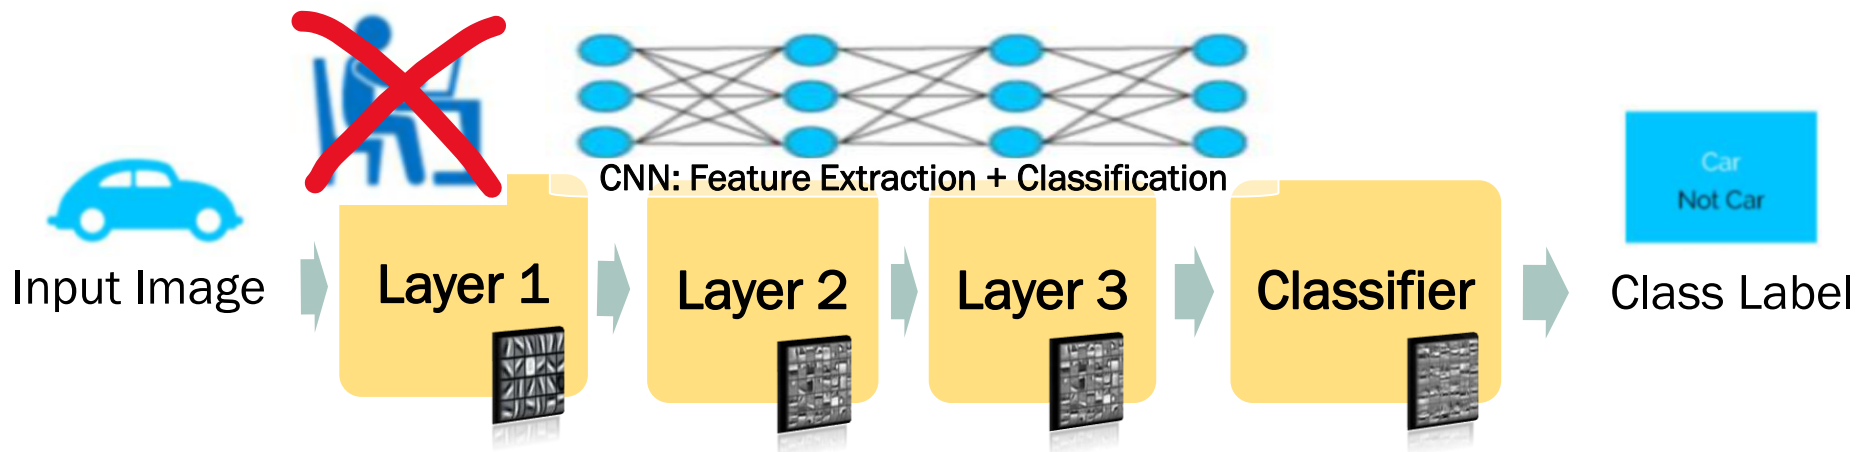 CNN: Feature Extraction + Classification
Car
Not Car
Input Image
Layer 1
Layer 2
Layer 3
Classifier
Class Label